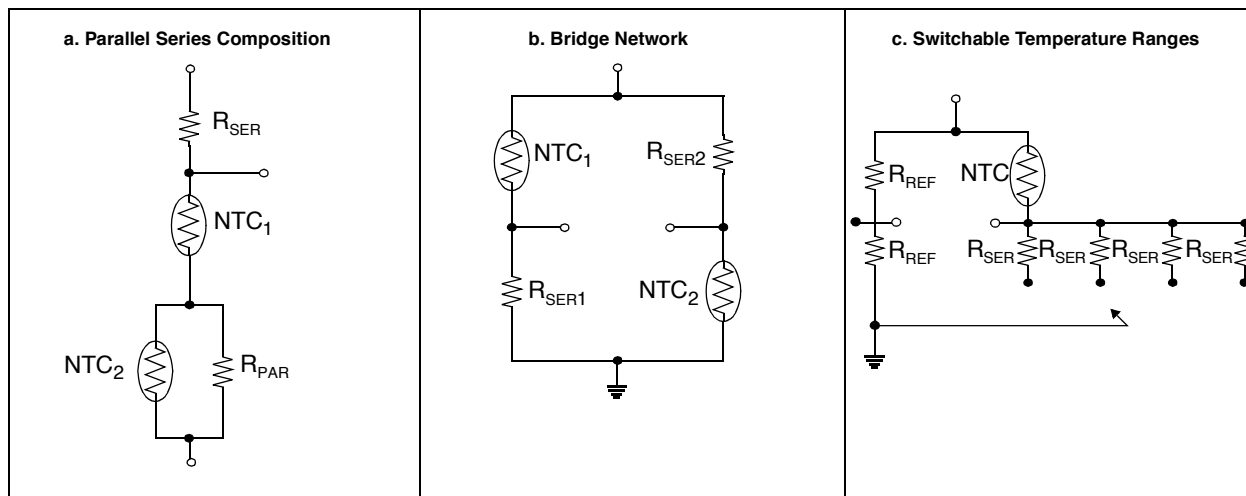 a. Parallel Series Composition
R_SER
NTC_1
NTC_2
R_PAR
b. Bridge Network
NTC_1
R_SER2
R_SER1
NTC_2
c. Switchable Temperature Ranges
R_REF
NTC
R_REF
R_SER
R_SER
R_SER
R_SER